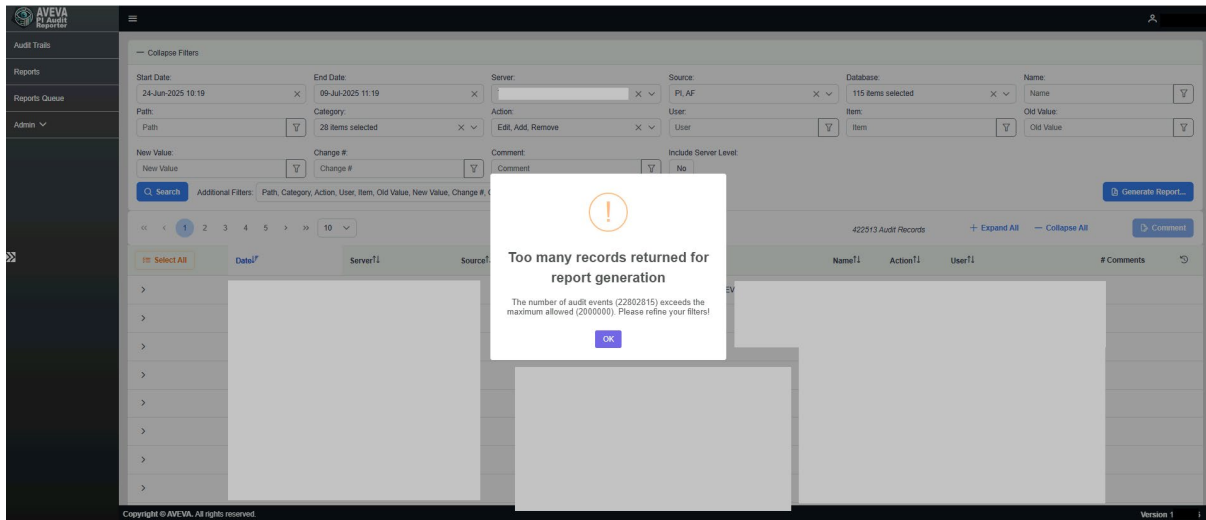 AVEVA
PI Audit
Reporter
Audit Trails
Reports
Reports Queue
Admin
Collapse Filters
Start Date: End Date: Server: Source: Database: Name:
24-Jun-2025 10:19 09-Jul-2025 11:19 PI, AF 115 items selected Name
Path: Category: Action: User: Item: Old Value:
Path 28 items selected Edit, Add, Remove User Item Old Value
New Value: Change #: Comment: Include Server Level:
New Value Change # Comment No
Search Additional Filters: Path, Category, Action, User, Item, Old Value, New Value, Change #, Generate Report...
1 2 3 4 5 10 422513 Audit Records Expand All Collapse All Comment
Select All Date Server Source Name Action User # Comments
Too many records returned for
report generation
The number of audit events (22802815) exceeds the
maximum allowed (2000000). Please refine your filters!
OK
Copyright © AVEVA. All rights reserved. Version 1